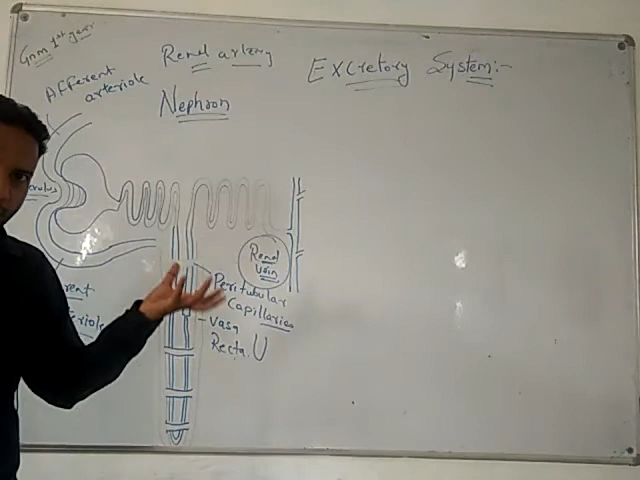 Gnm 1st year
Renal artery
Excretory System:-
Afferent
arteriole
Nephron
Renal
Vein
Peritubular
Capillaries
Vasa
Recta U